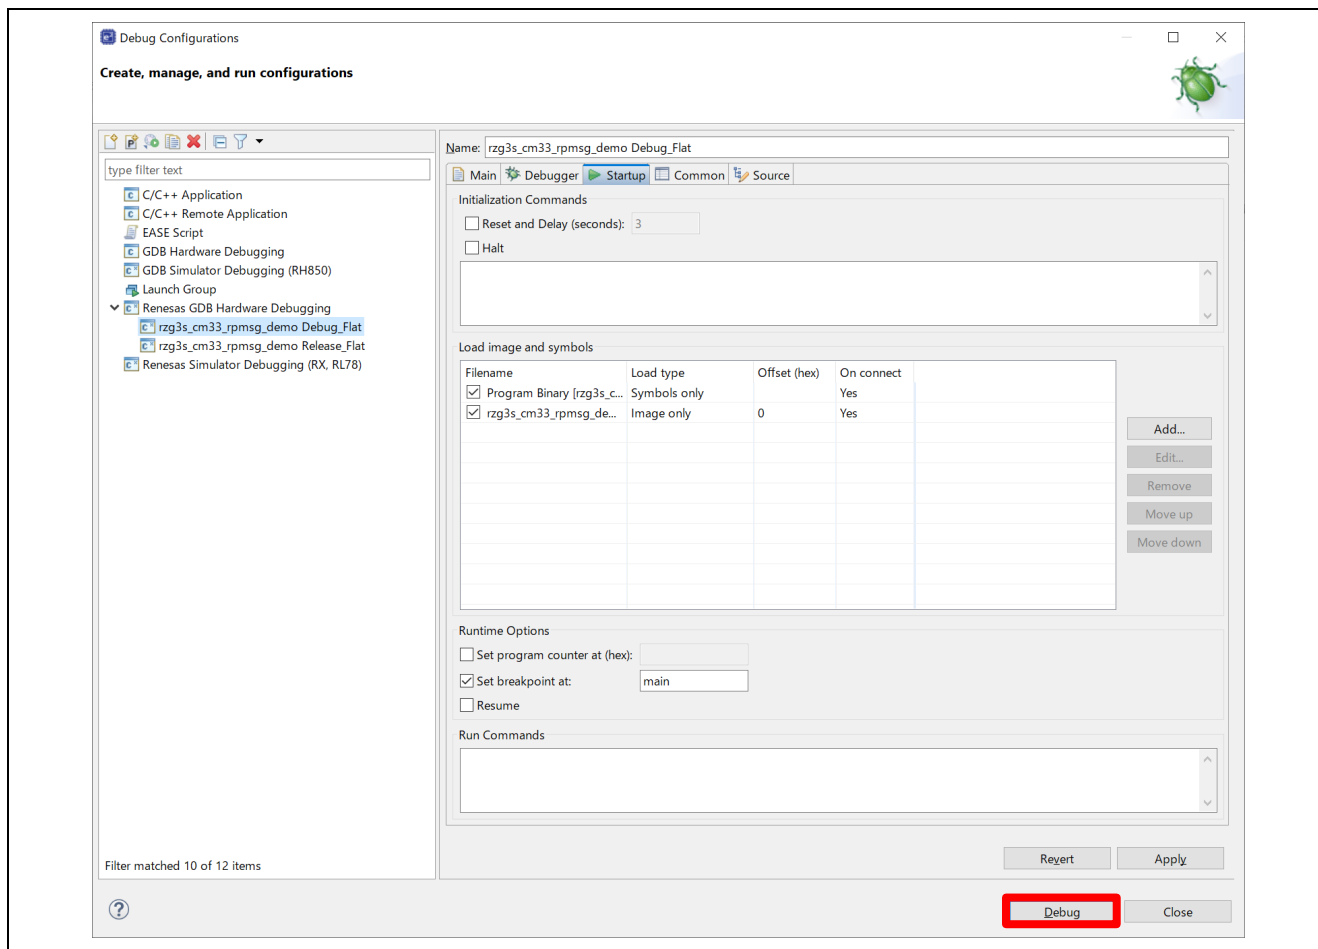 Debug Configurations
Create, manage, and run configurations
type filter text
C/C++ Application
C/C++ Remote Application
EASE Script
GDB Hardware Debugging
GDB Simulator Debugging (RH850)
Launch Group
Renesas GDB Hardware Debugging
rzg3s_cm33_rpmsg_demo Debug_Flat
rzg3s_cm33_rpmsg_demo Release_Flat
Renesas Simulator Debugging (RX, RL78)
Filter matched 10 of 12 items
Name: rzg3s_cm33_rpmsg_demo Debug_Flat
Main Debugger Startup Common Source
Initialization Commands
Reset and Delay (seconds): 3
Halt
Load image and symbols
Filename Load type Offset (hex) On connect
Program Binary [rzg3s_c... Symbols only Yes
rzg3s_cm33_rpmsg_de... Image only 0 Yes
Add...
Edit...
Remove
Move up
Move down
Runtime Options
Set program counter at (hex):
Set breakpoint at: main
Resume
Run Commands
Revert Apply
Debug Close